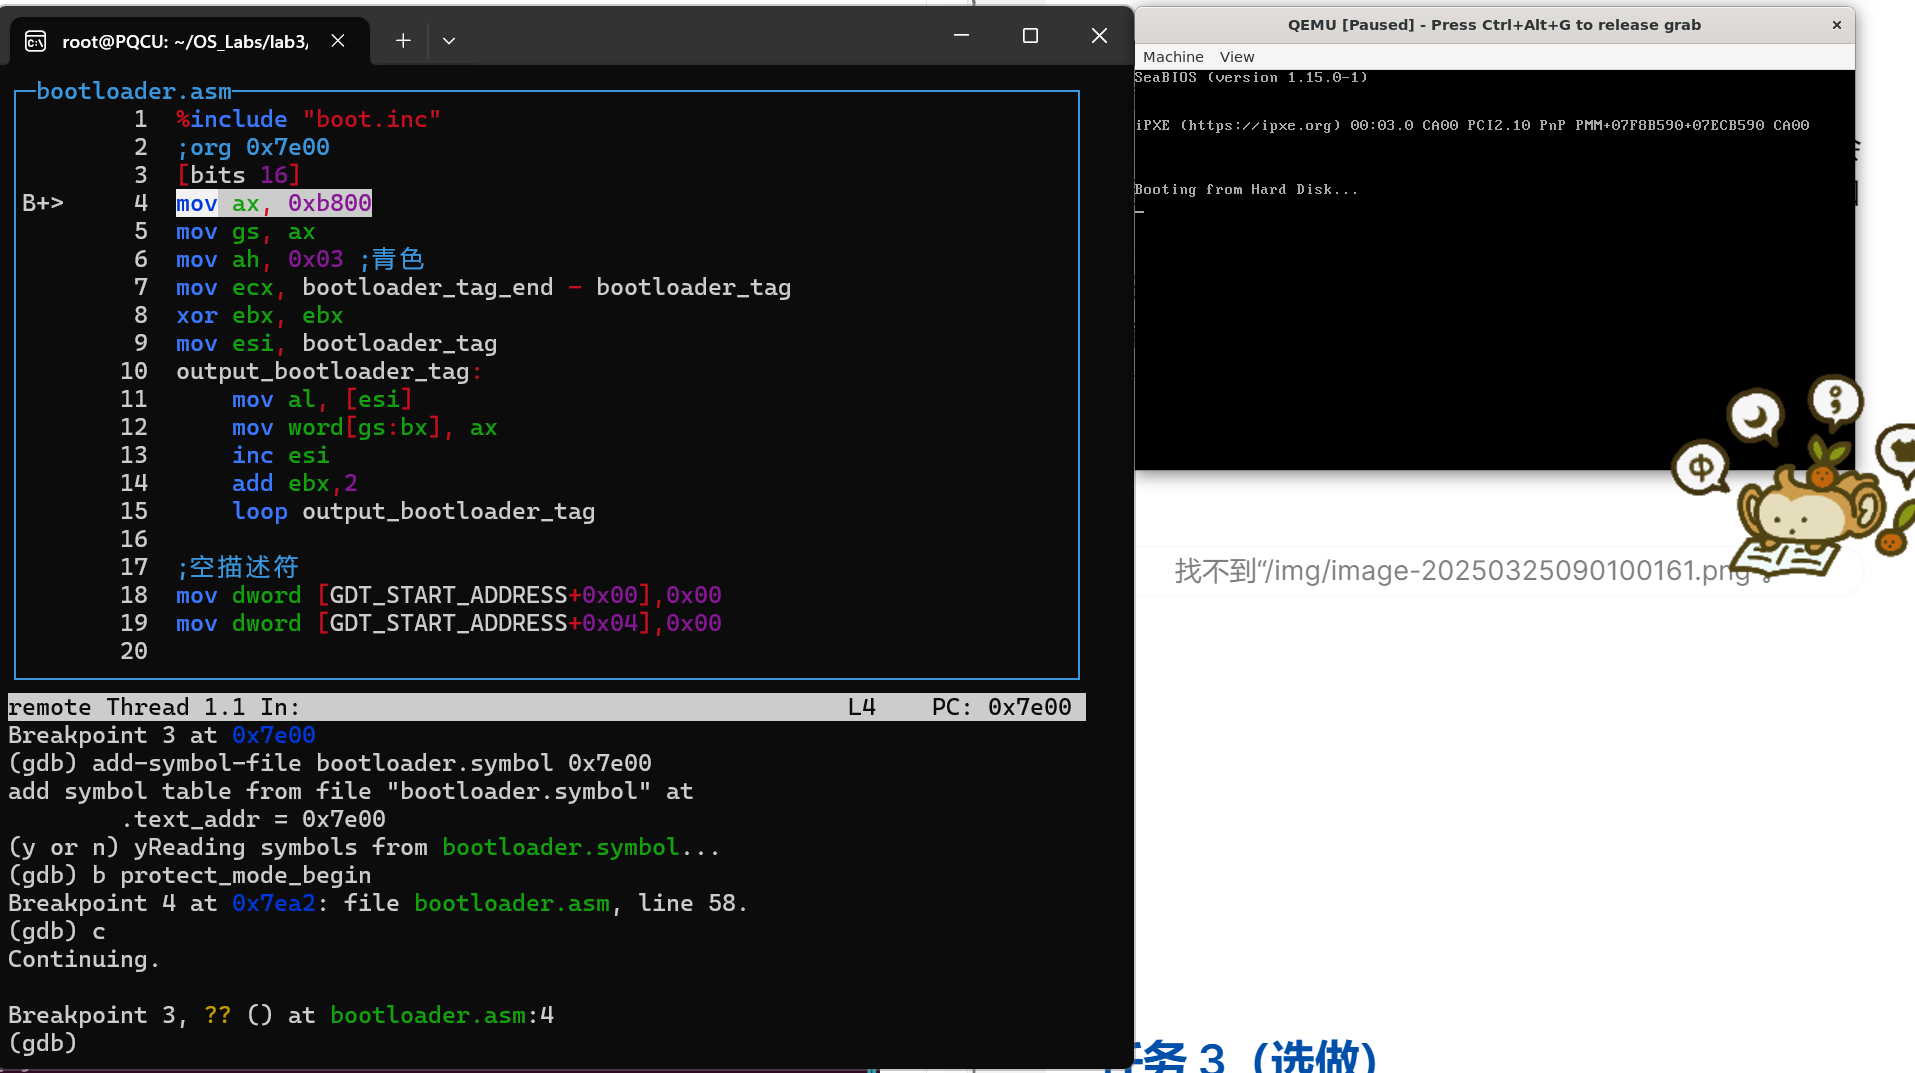 root@PQCU: ~/OS_Labs/lab3/
bootloader.asm
1 %include "boot.inc"
2 ;org 0x7e00
3 [bits 16]
B+> 4 mov ax, 0xb800
5 mov gs, ax
6 mov ah, 0x03 ;青色
7 mov ecx, bootloader_tag_end - bootloader_tag
8 xor ebx, ebx
9 mov esi, bootloader_tag
10 output_bootloader_tag:
11 mov al, [esi]
12 mov word[gs:bx], ax
13 inc esi
14 add ebx,2
15 loop output_bootloader_tag
16
17 ;空描述符
18 mov dword [GDT_START_ADDRESS+0x00],0x00
19 mov dword [GDT_START_ADDRESS+0x04],0x00
20
remote Thread 1.1 In: L4 PC: 0x7e00
Breakpoint 3 at 0x7e00
(gdb) add-symbol-file bootloader.symbol 0x7e00
add symbol table from file "bootloader.symbol" at
.text_addr = 0x7e00
(y or n) yReading symbols from bootloader.symbol...
(gdb) b protect_mode_begin
Breakpoint 4 at 0x7ea2: file bootloader.asm, line 58.
(gdb) c
Continuing.
Breakpoint 3, ?? () at bootloader.asm:4
(gdb)
QEMU [Paused] - Press Ctrl+Alt+G to release grab
Machine View
SeaBIOS (version 1.15.0-1)
iPXE (https://ipxe.org) 00:03.0 CA00 PCI2.10 PnP PMM+07F8B590+07ECB590 CA00
Booting from Hard Disk...
找不到“/img/image-20250325090100161.png”。
务 3（选做）